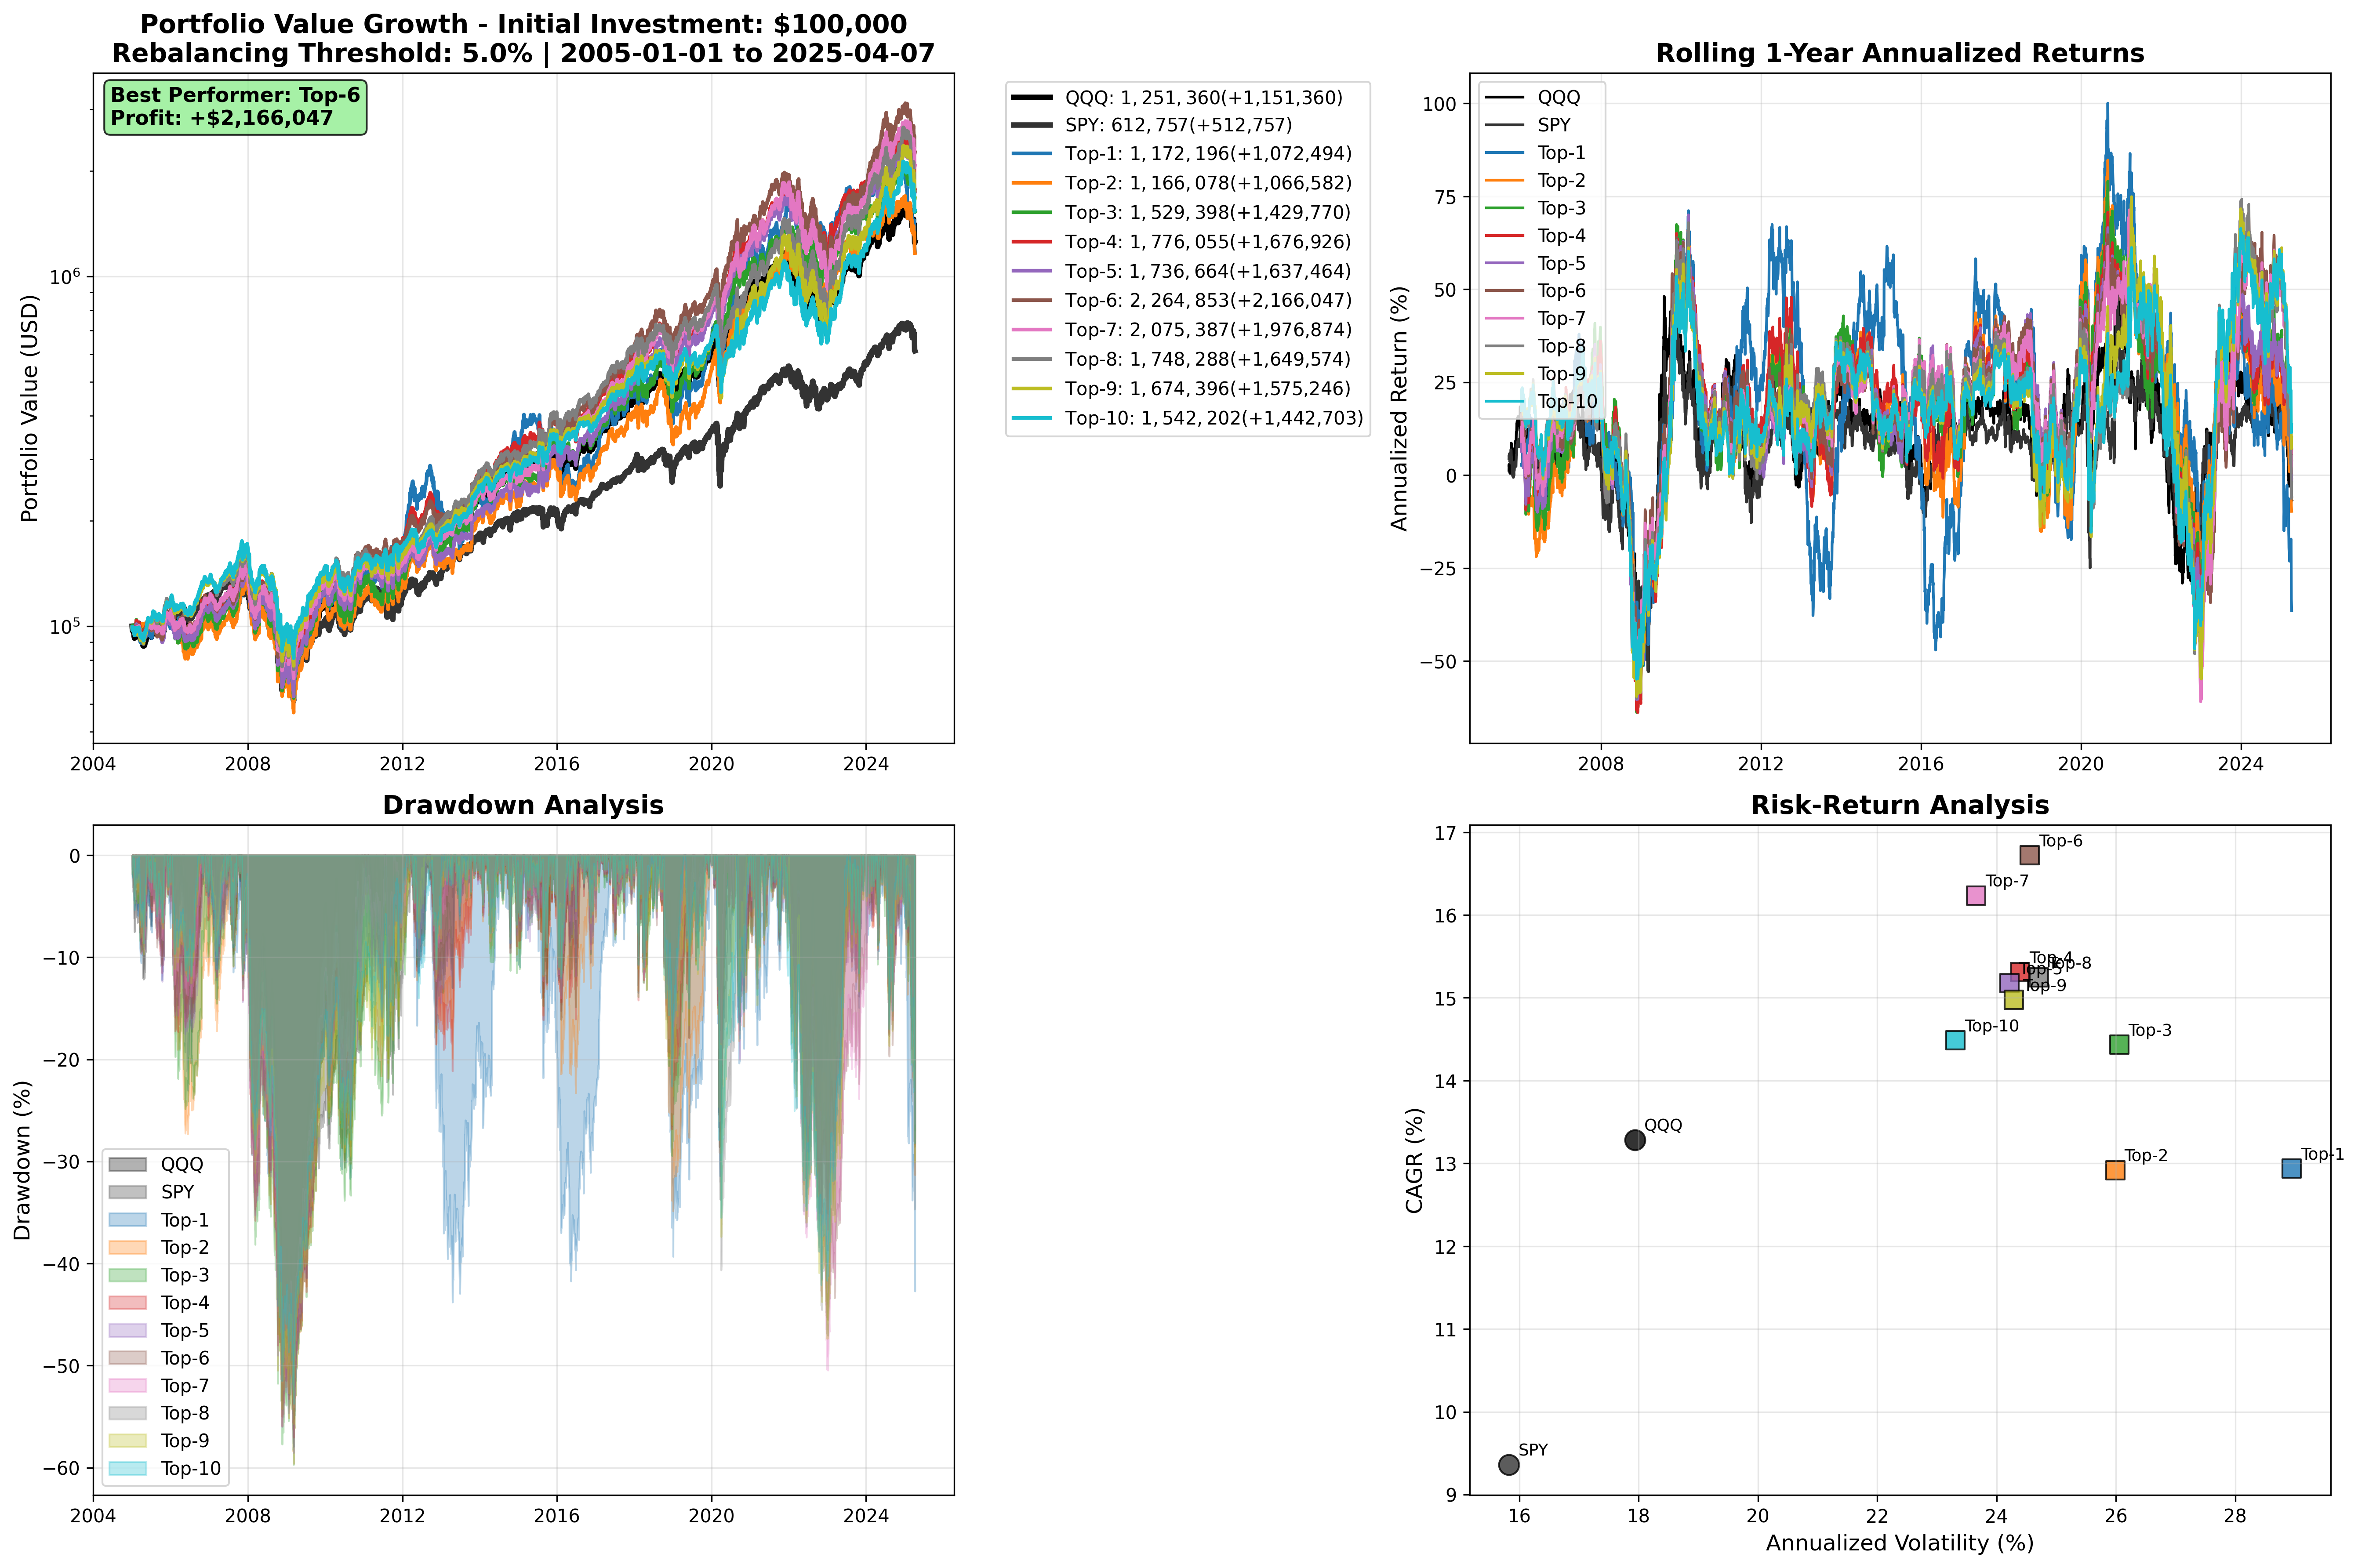 Portfolio Value Growth - Initial Investment: $100,000
Rebalancing Threshold: 5.0% | 2005-01-01 to 2025-04-07
Best Performer: Top-6
Profit: +$2,166,047
Portfolio Value (USD)
10^6
10^5
2004 2008 2012 2016 2020 2024
QQQ: 1, 251, 360(+1,151,360)
SPY: 612, 757(+512,757)
Top-1: 1, 172, 196(+1,072,494)
Top-2: 1, 166, 078(+1,066,582)
Top-3: 1, 529, 398(+1,429,770)
Top-4: 1, 776, 055(+1,676,926)
Top-5: 1, 736, 664(+1,637,464)
Top-6: 2, 264, 853(+2,166,047)
Top-7: 2, 075, 387(+1,976,874)
Top-8: 1, 748, 288(+1,649,574)
Top-9: 1, 674, 396(+1,575,246)
Top-10: 1, 542, 202(+1,442,703)
Rolling 1-Year Annualized Returns
Annualized Return (%)
100
75
50
25
0
−25
−50
QQQ
SPY
Top-1
Top-2
Top-3
Top-4
Top-5
Top-6
Top-7
Top-8
Top-9
Top-10
2008 2012 2016 2020 2024
Drawdown Analysis
Drawdown (%)
0
−10
−20
−30
−40
−50
−60
QQQ
SPY
Top-1
Top-2
Top-3
Top-4
Top-5
Top-6
Top-7
Top-8
Top-9
Top-10
2004 2008 2012 2016 2020 2024
Risk-Return Analysis
CAGR (%)
17
16
15
14
13
12
11
10
9
Top-6
Top-7
Top-4
Top-8
Top-5
Top-9
Top-10
Top-3
QQQ
Top-2
Top-1
SPY
16 18 20 22 24 26 28
Annualized Volatility (%)